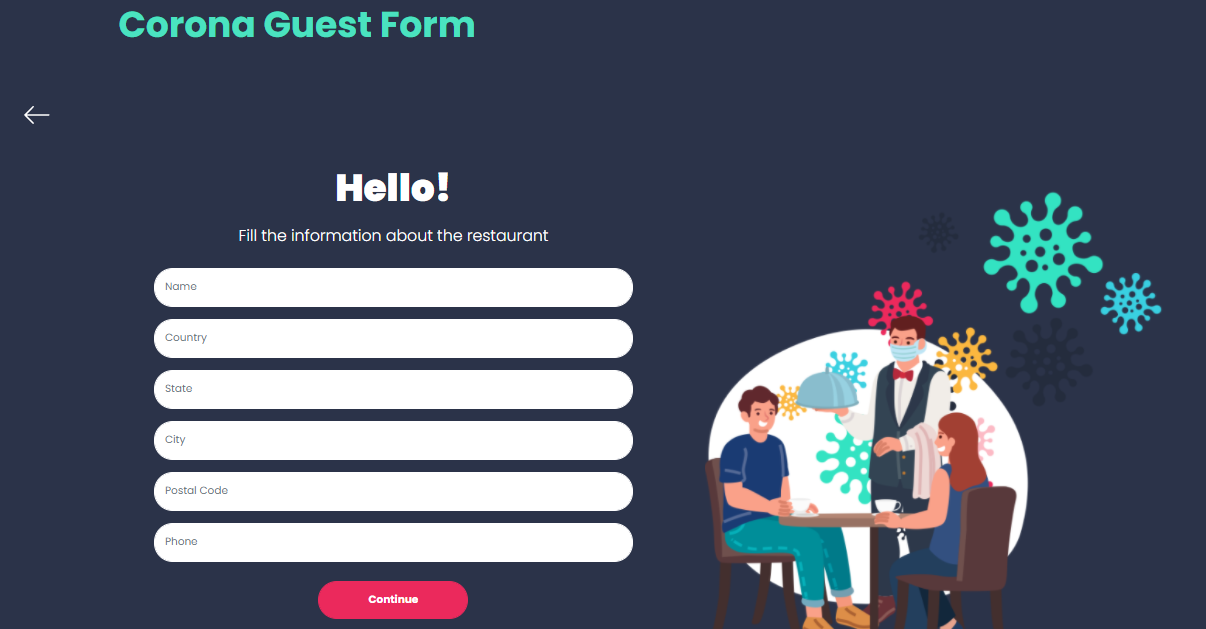 Corona Guest Form
Hello!
Fill the information about the restaurant
Name
Country
State
City
Postal Code
Phone
Continue